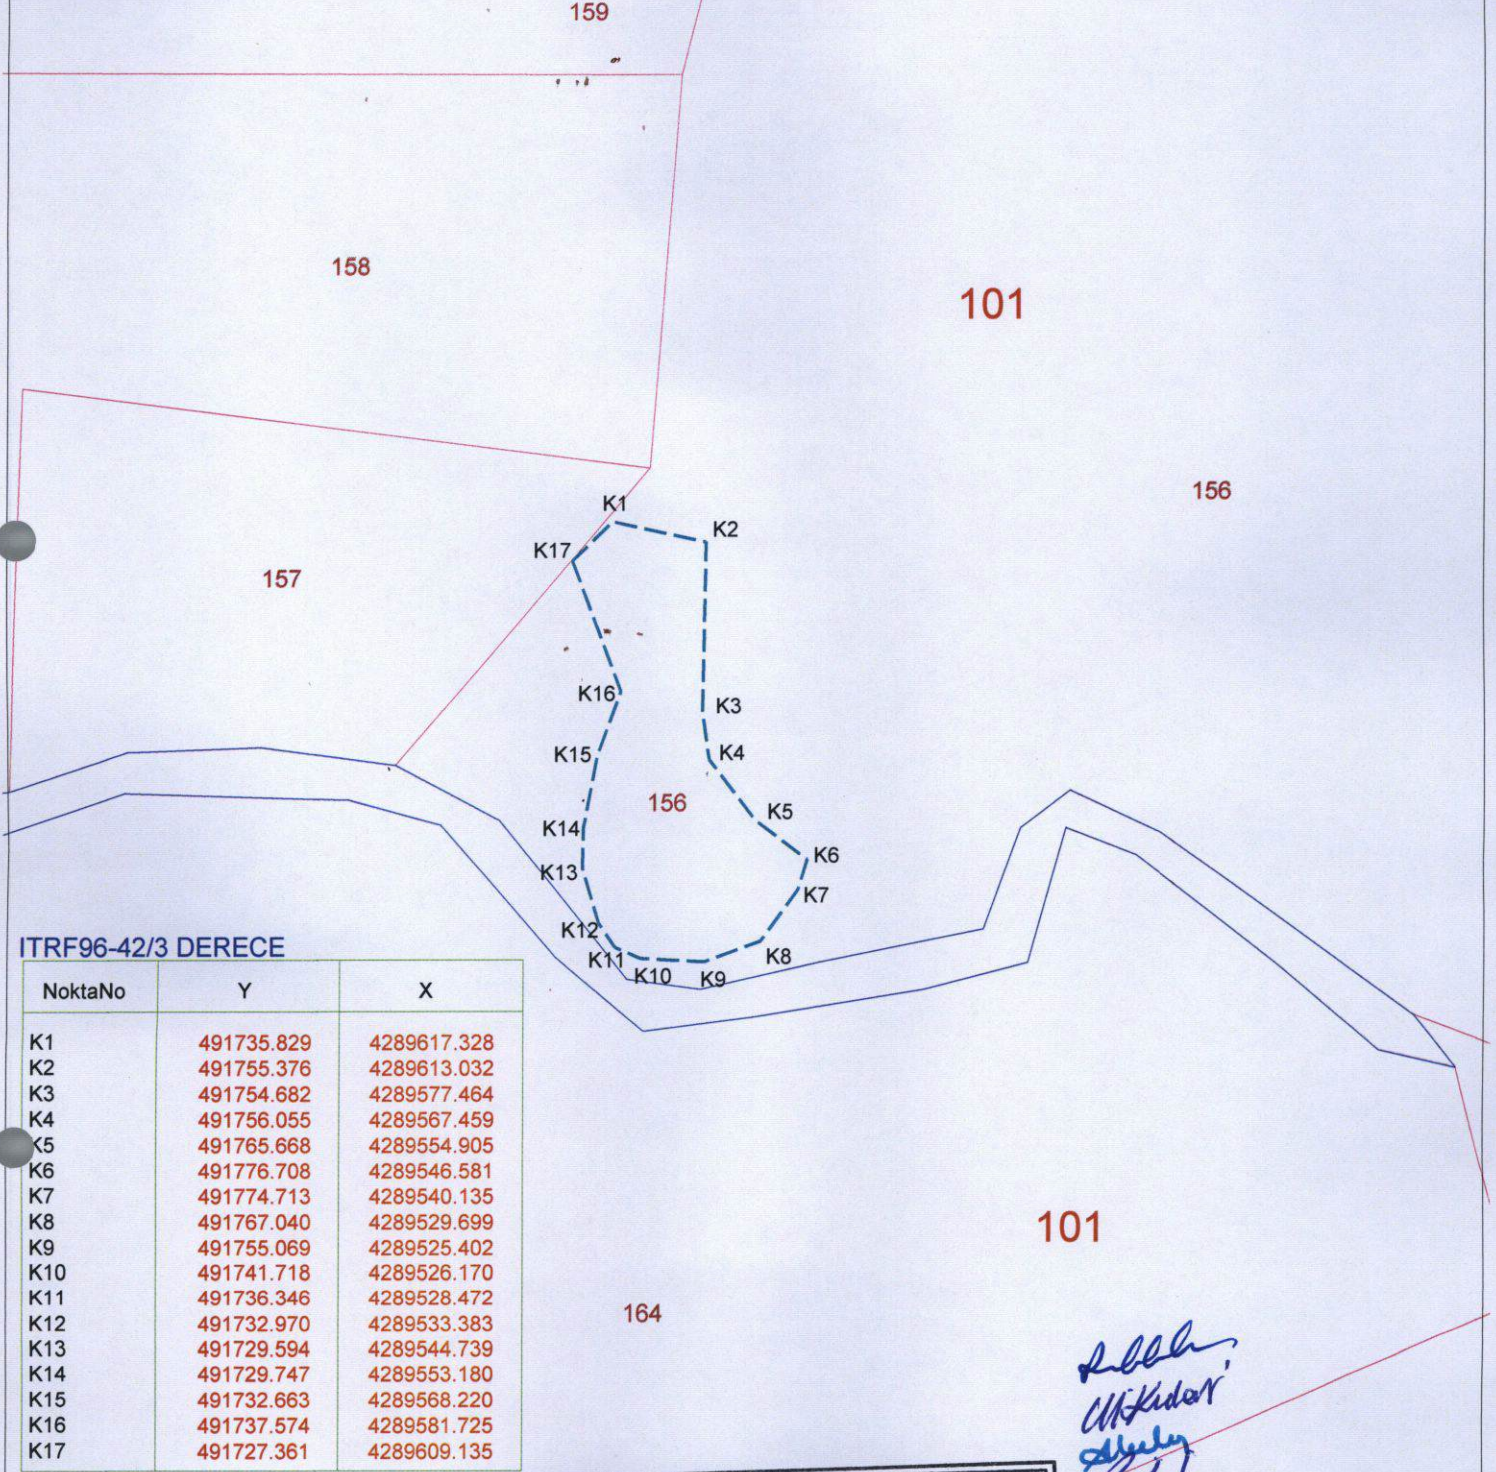 159
158
101
156
K1
K2
K17
157
K16
K3
K15
K4
156
K5
K14
K6
K13
K7
K12
K8
K11
K10
K9
ITRF96-42/3 DERECE
NoktaNo Y X
K1 491735.829 4289617.328
K2 491755.376 4289613.032
K3 491754.682 4289577.464
K4 491756.055 4289567.459
K5 491765.668 4289554.905
K6 491776.708 4289546.581
K7 491774.713 4289540.135
K8 491767.040 4289529.699
K9 491755.069 4289525.402
K10 491741.718 4289526.170
K11 491736.346 4289528.472
K12 491732.970 4289533.383
K13 491729.594 4289544.739
K14 491729.747 4289553.180
K15 491732.663 4289568.220
K16 491737.574 4289581.725
K17 491727.361 4289609.135
101
164